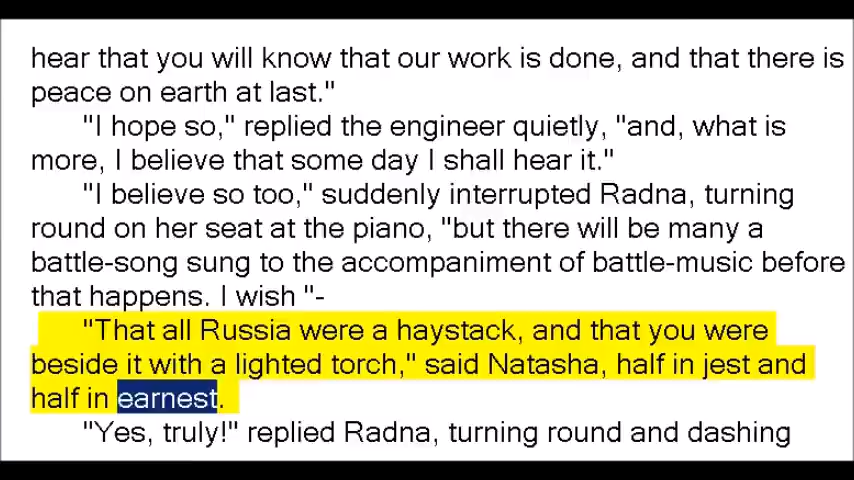 hear that you will know that our work is done, and that there is
peace on earth at last."
"I hope so," replied the engineer quietly, "and, what is
more, I believe that some day I shall hear it."
"I believe so too," suddenly interrupted Radna, turning
round on her seat at the piano, "but there will be many a
battle-song sung to the accompaniment of battle-music before
that happens. I wish "-
"That all Russia were a haystack, and that you were
beside it with a lighted torch," said Natasha, half in jest and
half in earnest.
"Yes, truly!" replied Radna, turning round and dashing